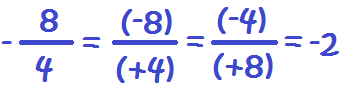 - 8/4 = (-8)/(+4) = (-4)/(+8) = -2